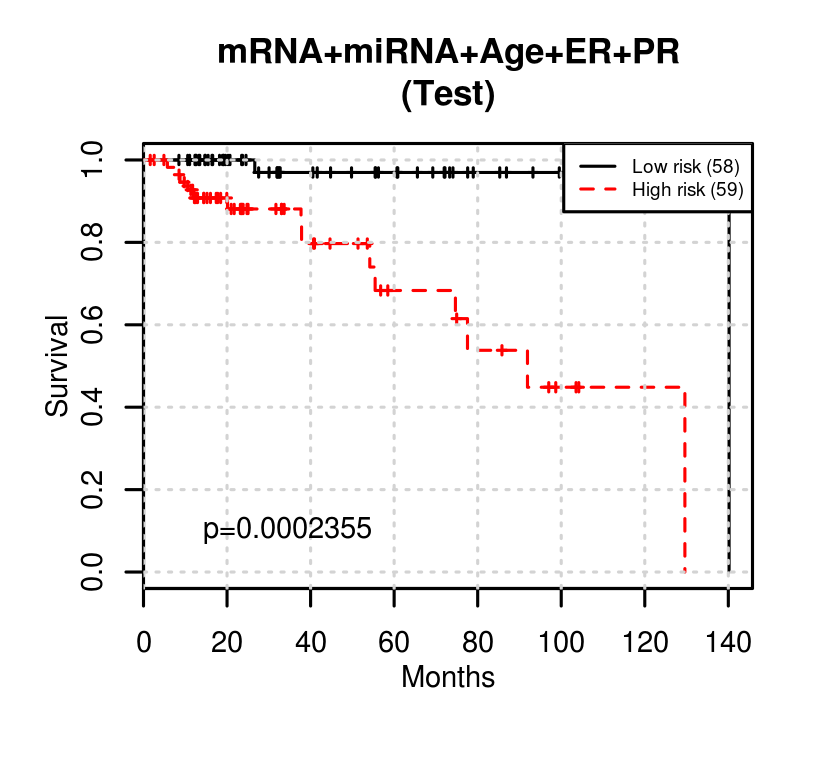 mRNA+miRNA+Age+ER+PR
(Test)
Low risk (58)
High risk (59)
Survival
1.0
0.8
0.6
0.4
0.2
0.0
p=0.0002355
0 20 40 60 80 100 120 140
Months